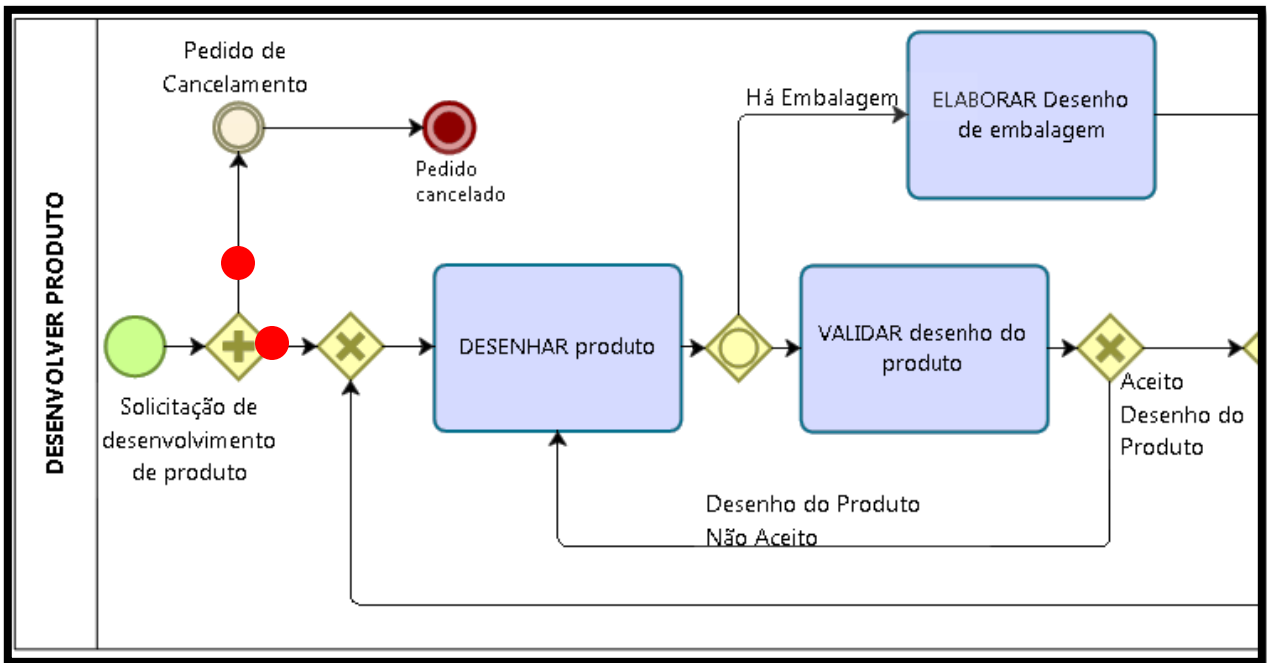 DESENVOLVER PRODUTO
Pedido de
Cancelamento
Pedido
cancelado
Solicitação de
desenvolvimento
de produto
DESENHAR produto
Há Embalagem
ELABORAR Desenho
de embalagem
VALIDAR desenho do
produto
Aceito
Desenho do
Produto
Desenho do Produto
Não Aceito